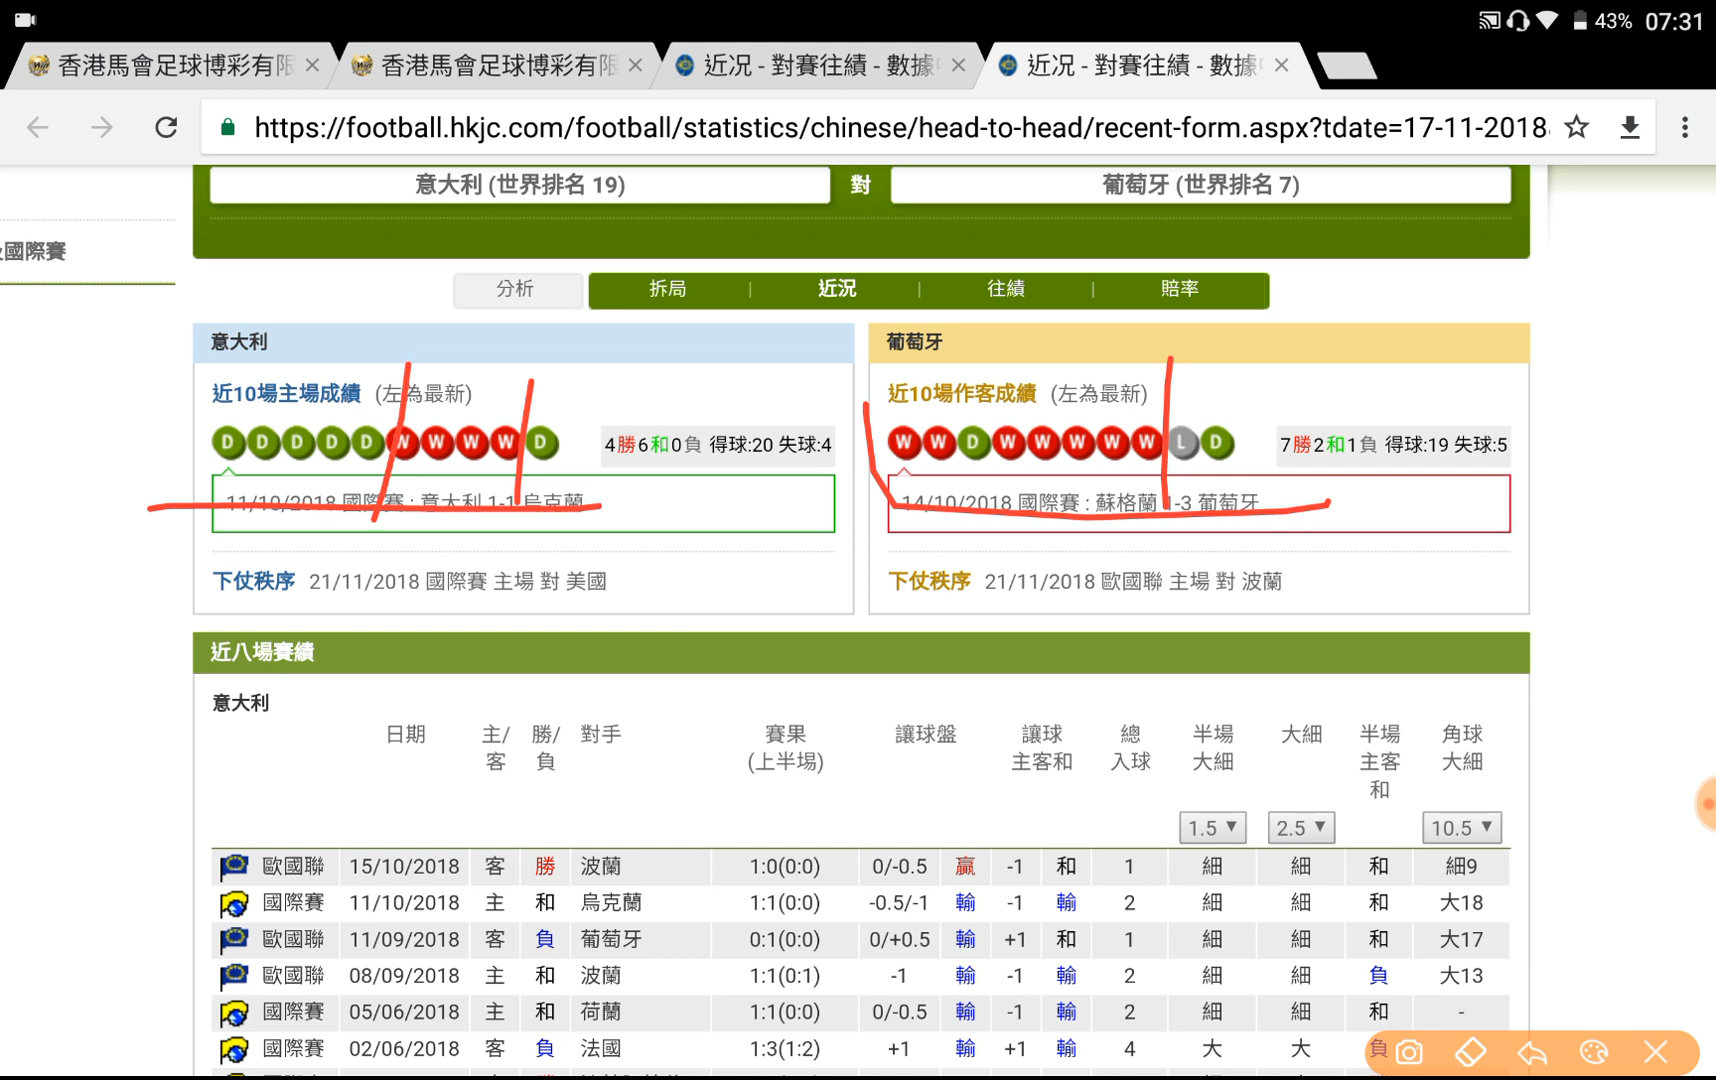 43% 07:31
香港馬會足球博彩有限
香港馬會足球博彩有限
近況 - 對賽往績 - 數據
近況 - 對賽往績 - 數據
https://football.hkjc.com/football/statistics/chinese/head-to-head/recent-form.aspx?tdate=17-11-2018
意大利 (世界排名 19) 對 葡萄牙 (世界排名 7)
國際賽
分析 拆局 | 近況 | 往績 | 賠率
意大利
近10場主場成績 (左為最新)
D D D D D W W W W D 4勝6和0負 得球:20 失球:4
11/10/2018 國際賽 : 意大利 1-1 烏克蘭
下仗秩序 21/11/2018 國際賽 主場 對 美國
葡萄牙
近10場作客成績 (左為最新)
W W D W W W W W L D 7勝2和1負 得球:19 失球:5
14/10/2018 國際賽 : 蘇格蘭 1-3 葡萄牙
下仗秩序 21/11/2018 歐國聯 主場 對 波蘭
近八場賽績
意大利
日期 主/客 勝/負 對手 賽果(上半場) 讓球盤 讓球主客和 總入球 半場大細 大細 半場主客和 角球大細
1.5 2.5 10.5
歐國聯 15/10/2018 客 勝 波蘭 1:0(0:0) 0/-0.5 贏 -1 和 1 細 細 和 細9
國際賽 11/10/2018 主 和 烏克蘭 1:1(0:0) -0.5/-1 輸 -1 輸 2 細 細 和 大18
歐國聯 11/09/2018 客 負 葡萄牙 0:1(0:0) 0/+0.5 輸 +1 和 1 細 細 和 大17
歐國聯 08/09/2018 主 和 波蘭 1:1(0:1) -1 輸 -1 輸 2 細 細 負 大13
國際賽 05/06/2018 主 和 荷蘭 1:1(0:0) 0/-0.5 輸 -1 輸 2 細 細 和 -
國際賽 02/06/2018 客 負 法國 1:3(1:2) +1 輸 +1 輸 4 大 大 負